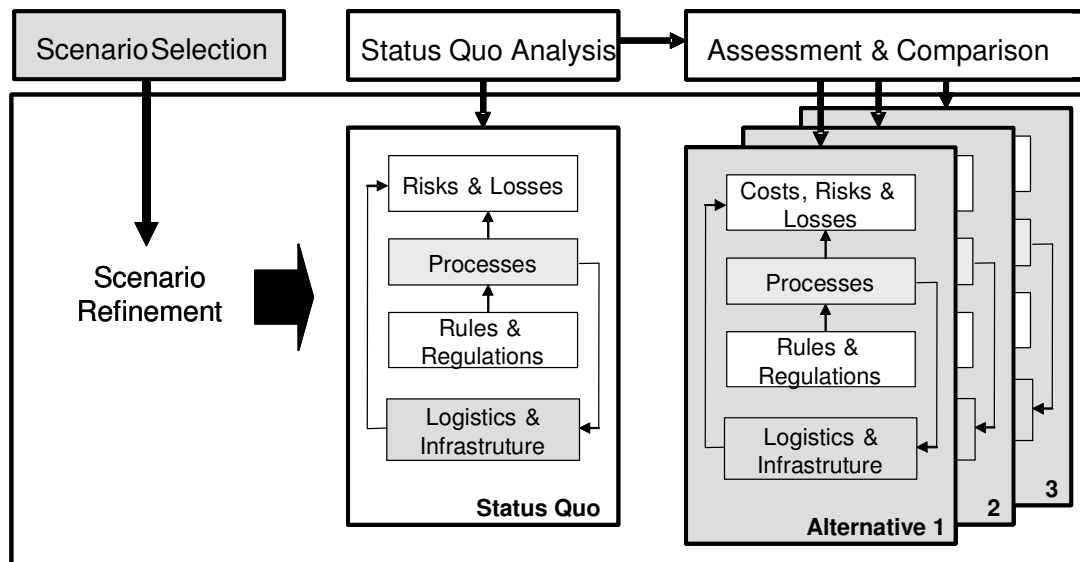 Scenario Selection
Status Quo Analysis
Assessment & Comparison
Scenario
Refinement
Risks & Losses
Processes
Rules &
Regulations
Logistics &
Infrastruture
Status Quo
Costs, Risks &
Losses
Processes
Rules &
Regulations
Logistics &
Infrastruture
Alternative 1
2
3